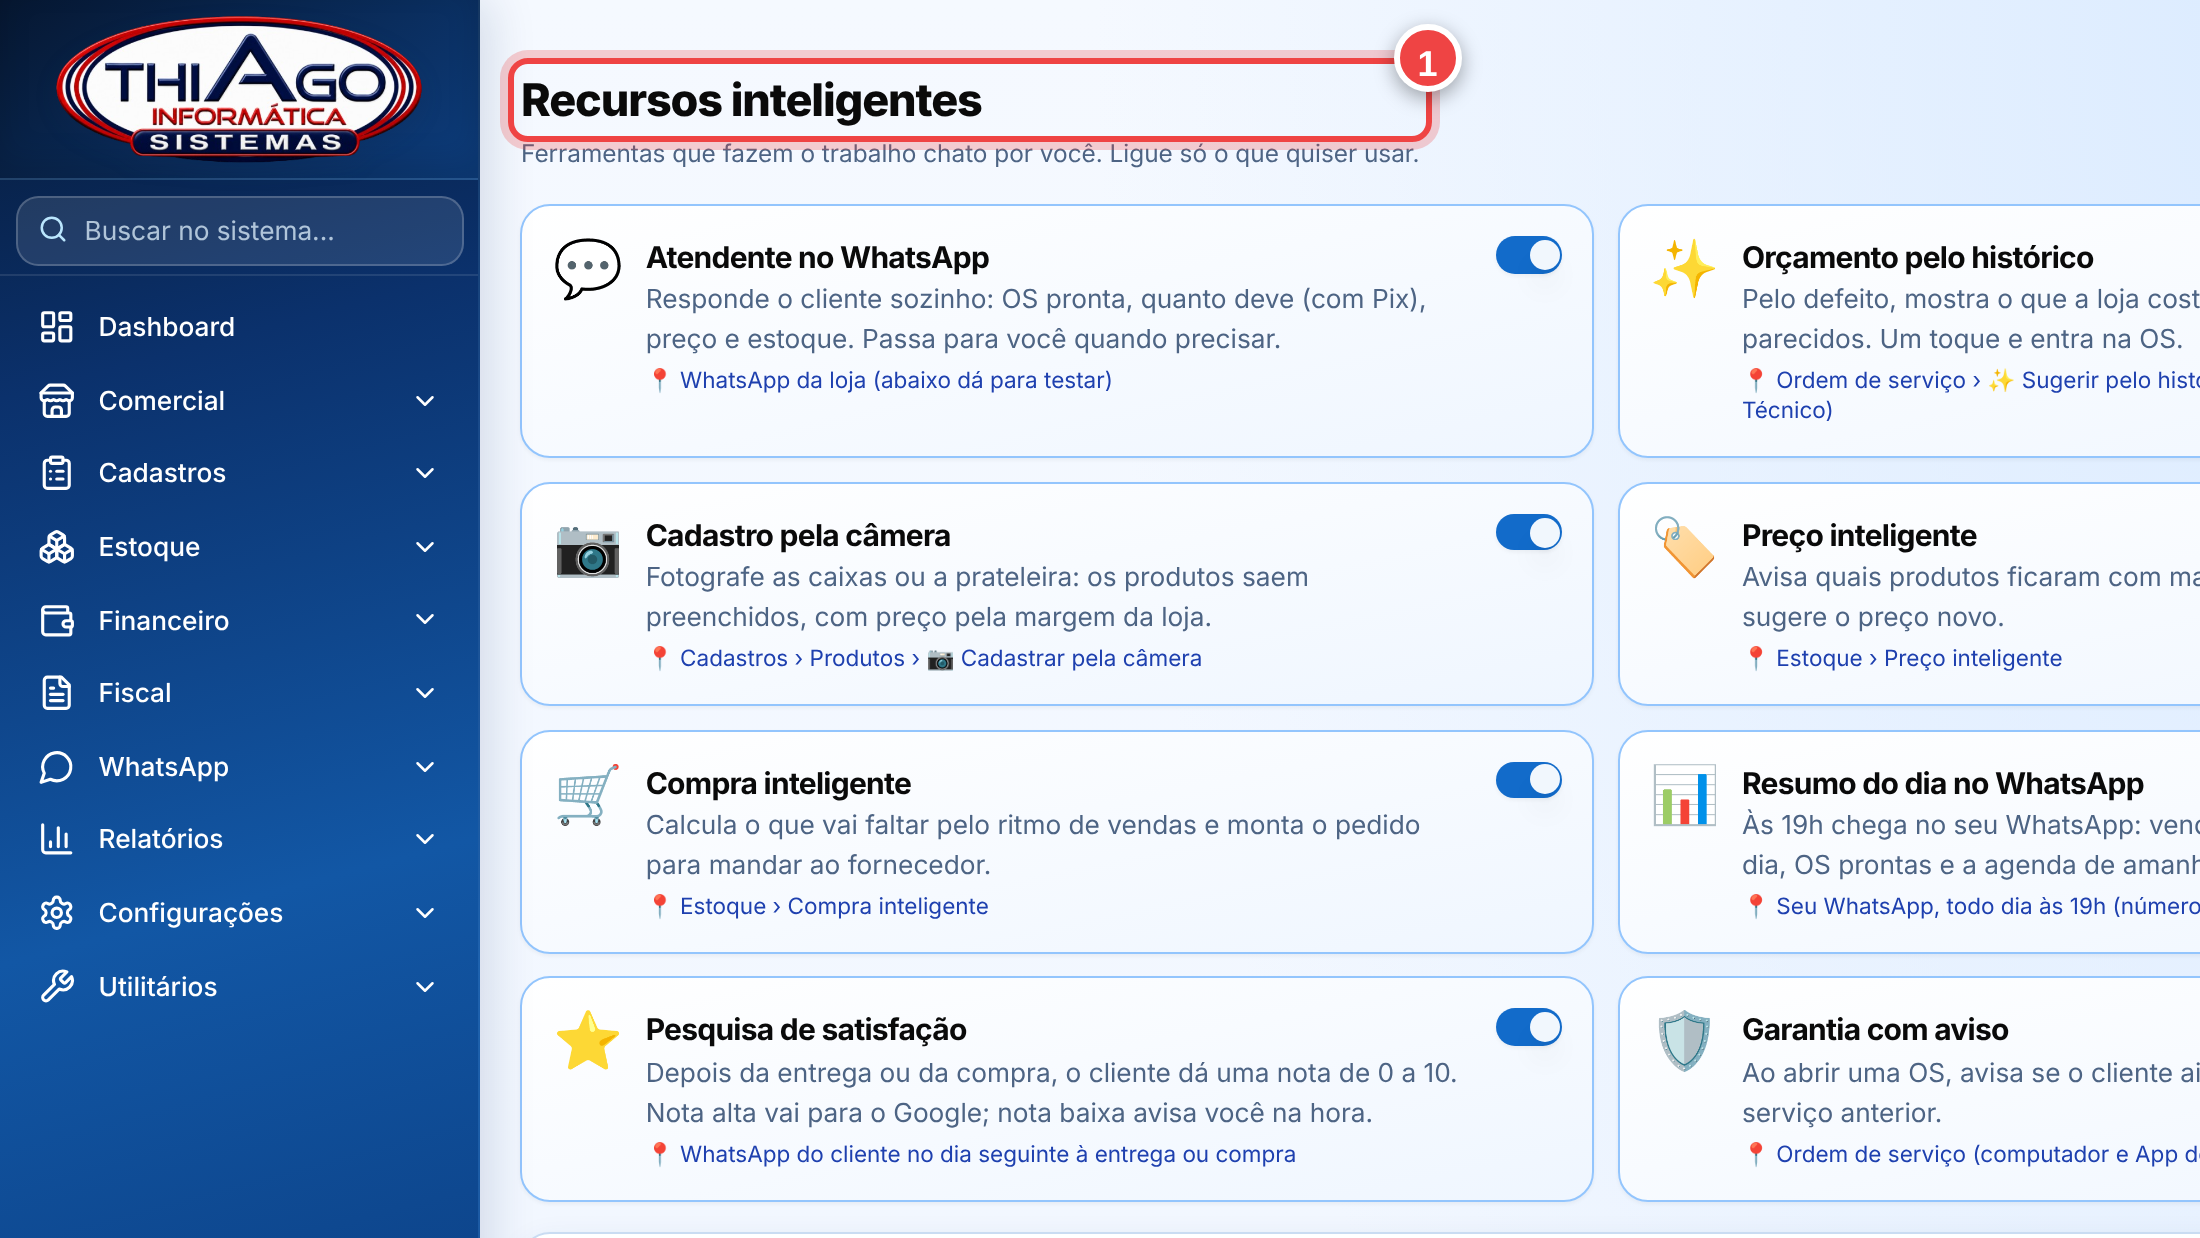 THIAGO
INFORMÁTICA
SISTEMAS
Buscar no sistema...
Dashboard
Comercial
Cadastros
Estoque
Financeiro
Fiscal
WhatsApp
Relatórios
Configurações
Utilitários
1
Recursos inteligentes
Ferramentas que fazem o trabalho chato por você. Ligue só o que quiser usar.
Atendente no WhatsApp
Responde o cliente sozinho: OS pronta, quanto deve (com Pix),
preço e estoque. Passa para você quando precisar.
📍 WhatsApp da loja (abaixo dá para testar)
Orçamento pelo histórico
Pelo defeito, mostra o que a loja cost
parecidos. Um toque e entra na OS.
📍 Ordem de serviço › ✨ Sugerir pelo histó
Técnico)
Cadastro pela câmera
Fotografe as caixas ou a prateleira: os produtos saem
preenchidos, com preço pela margem da loja.
📍 Cadastros › Produtos › 📷 Cadastrar pela câmera
Preço inteligente
Avisa quais produtos ficaram com ma
sugere o preço novo.
📍 Estoque › Preço inteligente
Compra inteligente
Calcula o que vai faltar pelo ritmo de vendas e monta o pedido
para mandar ao fornecedor.
📍 Estoque › Compra inteligente
Resumo do dia no WhatsApp
Às 19h chega no seu WhatsApp: vend
dia, OS prontas e a agenda de amanh
📍 Seu WhatsApp, todo dia às 19h (número
Pesquisa de satisfação
Depois da entrega ou da compra, o cliente dá uma nota de 0 a 10.
Nota alta vai para o Google; nota baixa avisa você na hora.
📍 WhatsApp do cliente no dia seguinte à entrega ou compra
Garantia com aviso
Ao abrir uma OS, avisa se o cliente ai
serviço anterior.
📍 Ordem de serviço (computador e App d